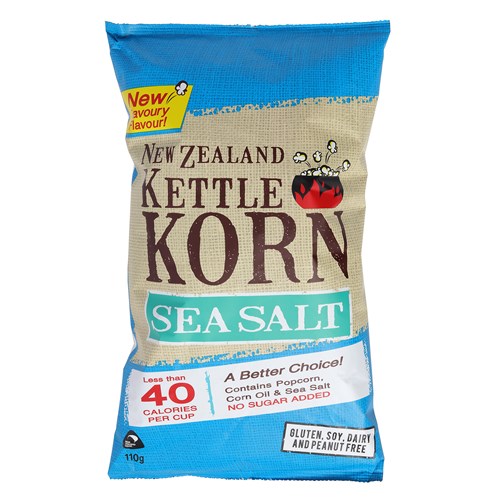 New
avoury
flavour!
NEW ZEALAND
KETTLE
KORN
SEA SALT
Less than
40
CALORIES
PER CUP
A Better Choice!
Contains Popcorn,
Corn Oil & Sea Salt
NO SUGAR ADDED
GLUTEN, SOY, DAIRY
AND PEANUT FREE
110g